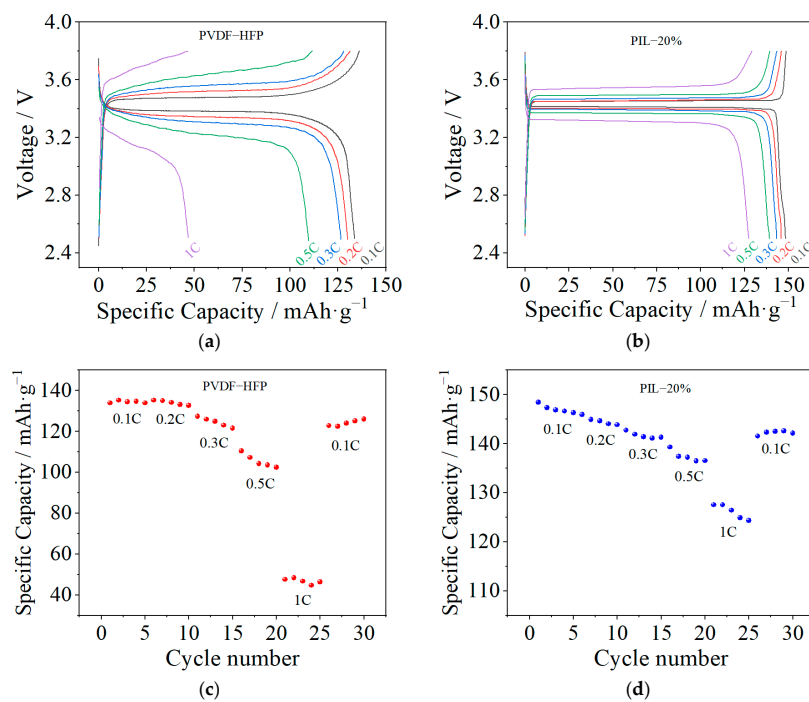 PVDF−HFP
4.0
3.6
3.2
2.8
2.4
Voltage / V
1C
0.5C
0.3C
0.2C
0.1C
0 25 50 75 100 125 150
Specific Capacity / mAh·g⁻¹
(a)
PIL−20%
4.0
3.6
3.2
2.8
2.4
Voltage / V
1C
0.5C
0.3C
0.2C
0.1C
0 25 50 75 100 125 150
Specific Capacity / mAh·g⁻¹
(b)
PVDF−HFP
140
120
100
80
60
40
Specific Capacity / mAh·g⁻¹
0.1C
0.2C
0.3C
0.5C
1C
0.1C
0 5 10 15 20 25 30
Cycle number
(c)
PIL−20%
150
140
130
120
110
Specific Capacity / mAh·g⁻¹
0.1C
0.2C
0.3C
0.5C
1C
0.1C
0 5 10 15 20 25 30
Cycle number
(d)